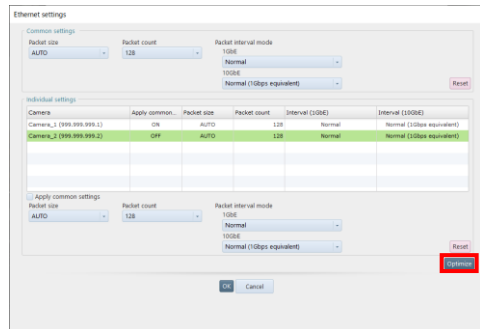 Ethernet settings
Common settings
Packet size Packet count Packet interval mode
AUTO 128 1GbE
Normal
10GbE
Normal (1Gbps equivalent) Reset
Individual settings
Camera Apply common... Packet size Packet count Interval (1GbE) Interval (10GbE)
Camera_1 (999.999.999.1) ON AUTO 128 Normal Normal (1Gbps equivalent)
Camera_2 (999.999.999.2) OFF AUTO 128 Normal Normal (1Gbps equivalent)
Apply common settings
Packet size Packet count Packet interval mode
AUTO 128 1GbE
Normal
10GbE
Normal (1Gbps equivalent) Reset
Optimize
OK Cancel